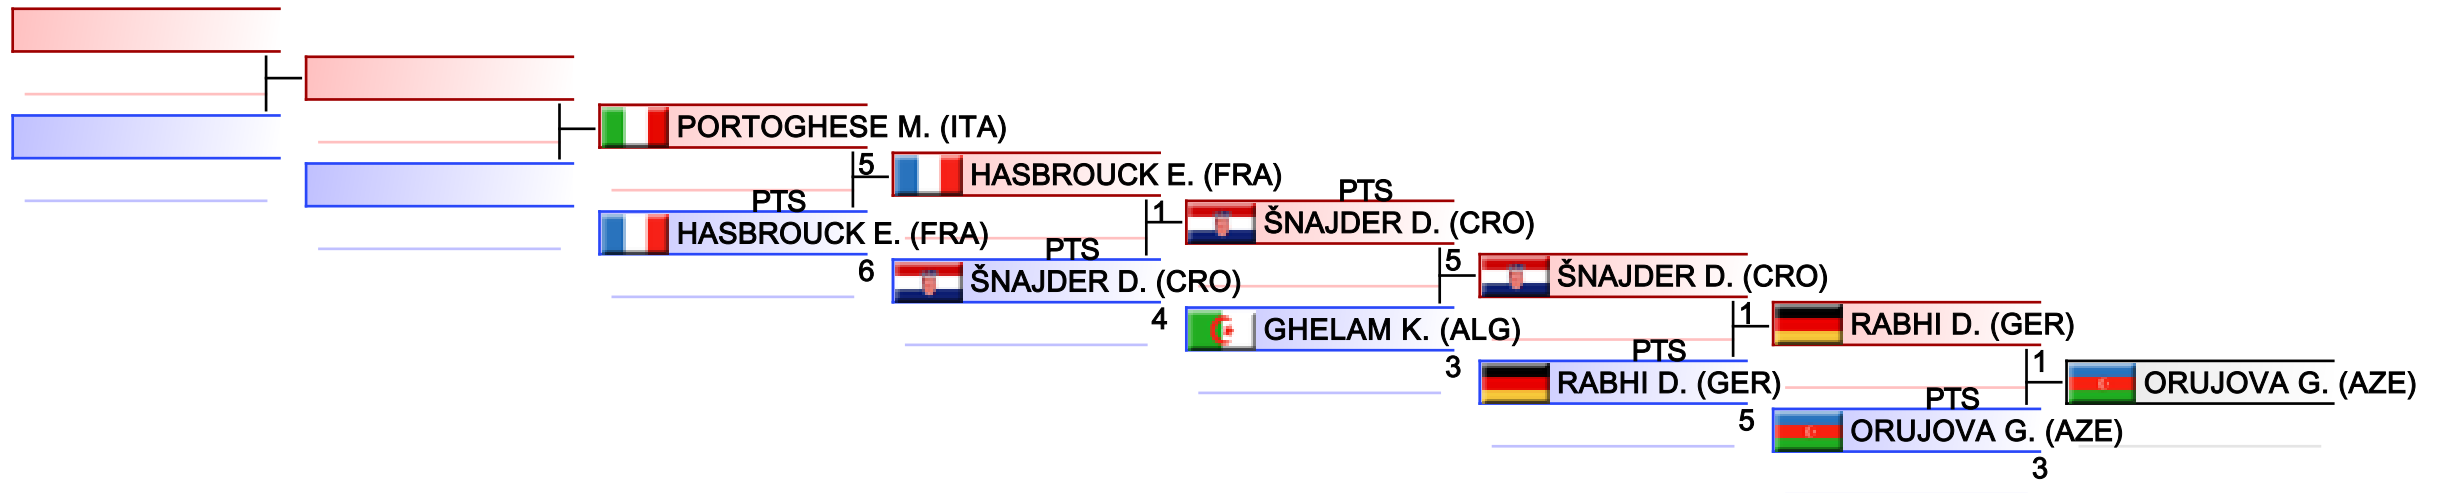 PORTOGHESE M. (ITA)
5
PTS
HASBROUCK E. (FRA)
6
HASBROUCK E. (FRA)
1
PTS
ŠNAJDER D. (CRO)
4
PTS
ŠNAJDER D. (CRO)
5
GHELAM K. (ALG)
3
ŠNAJDER D. (CRO)
1
PTS
RABHI D. (GER)
5
RABHI D. (GER)
1
PTS
ORUJOVA G. (AZE)
3
ORUJOVA G. (AZE)